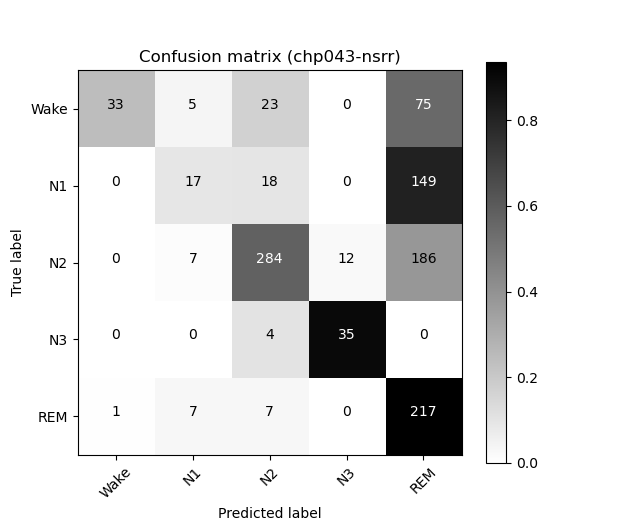 Confusion matrix (chp043-nsrr)
True label
Wake 33 5 23 0 75
N1 0 17 18 0 149
N2 0 7 284 12 186
N3 0 0 4 35 0
REM 1 7 7 0 217
Wake N1 N2 N3 REM
Predicted label
0.8
0.6
0.4
0.2
0.0